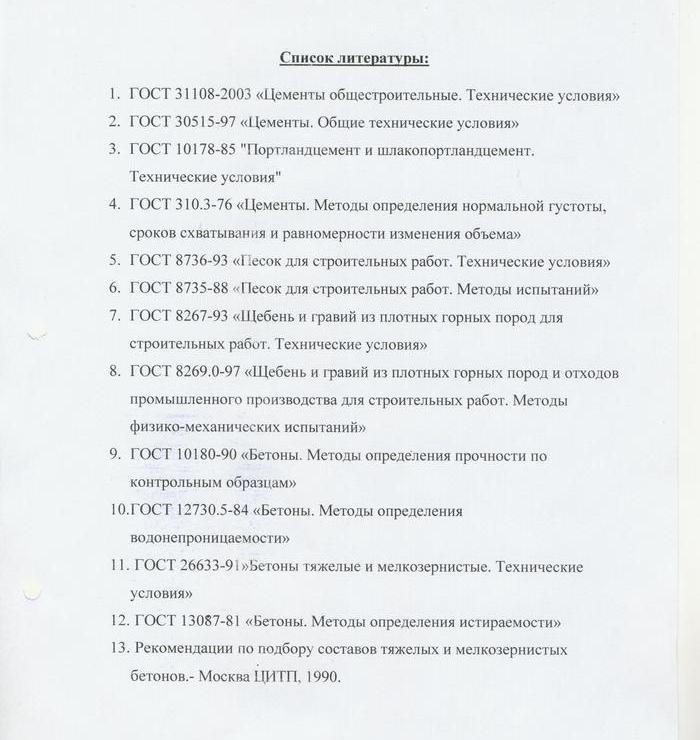 Список литературы:
1. ГОСТ 31108-2003 «Цементы общестроительные. Технические условия»
2. ГОСТ 30515-97 «Цементы. Общие технические условия»
3. ГОСТ 10178-85 "Портландцемент и шлакопортландцемент.
Технические условия"
4. ГОСТ 310.3-76 «Цементы. Методы определения нормальной густоты,
сроков схватывания и равномерности изменения объема»
5. ГОСТ 8736-93 «Песок для строительных работ. Технические условия»
6. ГОСТ 8735-88 «Песок для строительных работ. Методы испытаний»
7. ГОСТ 8267-93 «Щебень и гравий из плотных горных пород для
строительных работ. Технические условия»
8. ГОСТ 8269.0-97 «Щебень и гравий из плотных горных пород и отходов
промышленного производства для строительных работ. Методы
физико-механических испытаний»
9. ГОСТ 10180-90 «Бетоны. Методы определения прочности по
контрольным образцам»
10.ГОСТ 12730.5-84 «Бетоны. Методы определения
водонепроницаемости»
11. ГОСТ 26633-91»Бетоны тяжелые и мелкозернистые. Технические
условия»
12. ГОСТ 13087-81 «Бетоны. Методы определения истираемости»
13. Рекомендации по подбору составов тяжелых и мелкозернистых
бетонов.- Москва ЦИТП, 1990.